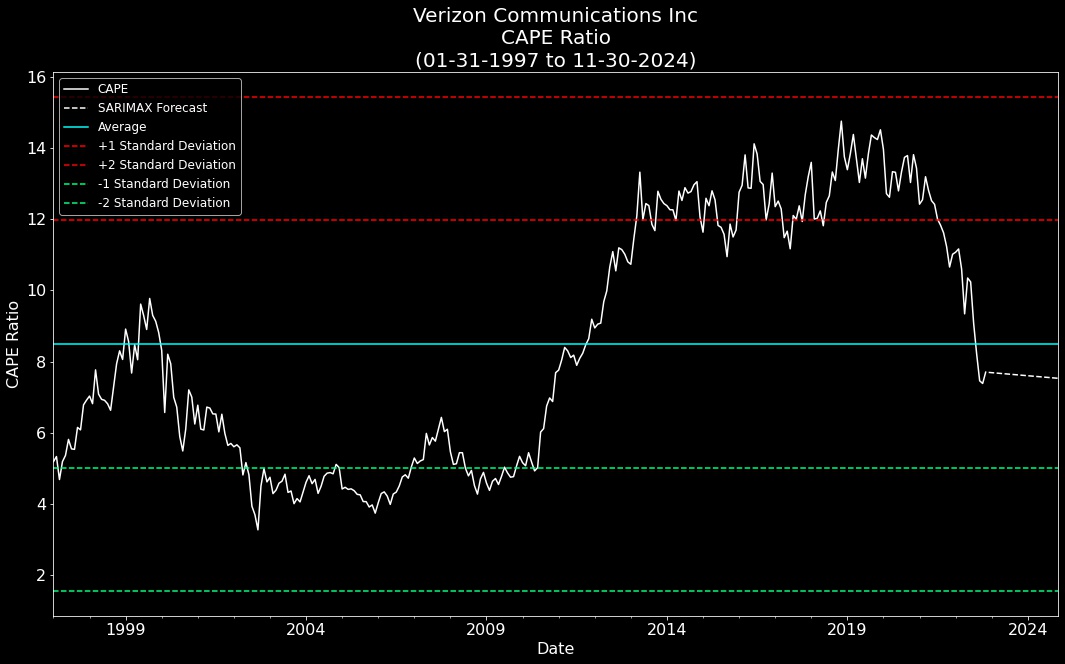 Verizon Communications Inc
CAPE Ratio
(01-31-1997 to 11-30-2024)
16
14
12
10
8
6
4
2
CAPE Ratio
CAPE
SARIMAX Forecast
Average
+1 Standard Deviation
+2 Standard Deviation
-1 Standard Deviation
-2 Standard Deviation
1999 2004 2009 2014 2019 2024
Date